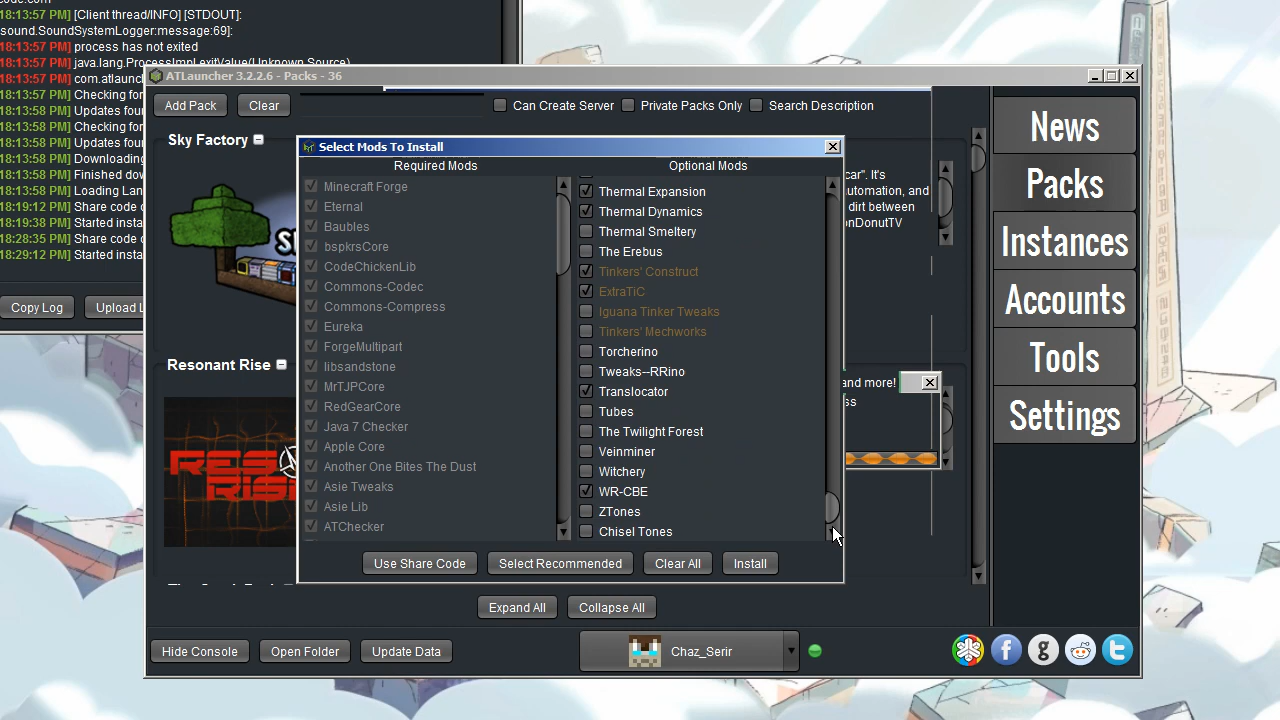 code.com
18:13:57 PM] [Client thread/INFO] [STDOUT]:
sound.SoundSystemLogger:message:69]:
18:13:57 PM] process has not exited
18:13:57 PM] java.lang.ProcessImpl.exitValue(Unknown Source)
18:13:57 PM] com.atlaunc
18:13:57 PM] Checking for
18:13:58 PM] Updates fou
18:13:58 PM] Checking for
18:13:58 PM] Updates fou
18:13:58 PM] Downloading
18:13:58 PM] Finished dow
18:13:58 PM] Loading Lan
18:19:12 PM] Share code
18:19:38 PM] Started insta
18:28:35 PM] Share code
18:29:12 PM] Started insta
Copy Log
Upload L
ATLauncher 3.2.2.6 - Packs - 36
Add Pack
Clear
Can Create Server
Private Packs Only
Search Description
Sky Factory
car". It's
utomation, and
dirt between
onDonutTV
Resonant Rise
RES
RIS
and more!
ss
Select Mods To Install
Required Mods
Minecraft Forge
Eternal
Baubles
bspkrsCore
CodeChickenLib
Commons-Codec
Commons-Compress
Eureka
ForgeMultipart
libsandstone
MrTJPCore
RedGearCore
Java 7 Checker
Apple Core
Another One Bites The Dust
Asie Tweaks
Asie Lib
ATChecker
Optional Mods
Thermal Expansion
Thermal Dynamics
Thermal Smeltery
The Erebus
Tinkers' Construct
ExtraTiC
Iguana Tinker Tweaks
Tinkers' Mechworks
Torcherino
Tweaks--RRino
Translocator
Tubes
The Twilight Forest
Veinminer
Witchery
WR-CBE
ZTones
Chisel Tones
Use Share Code
Select Recommended
Clear All
Install
Expand All
Collapse All
Hide Console
Open Folder
Update Data
Chaz_Serir
News
Packs
Instances
Accounts
Tools
Settings